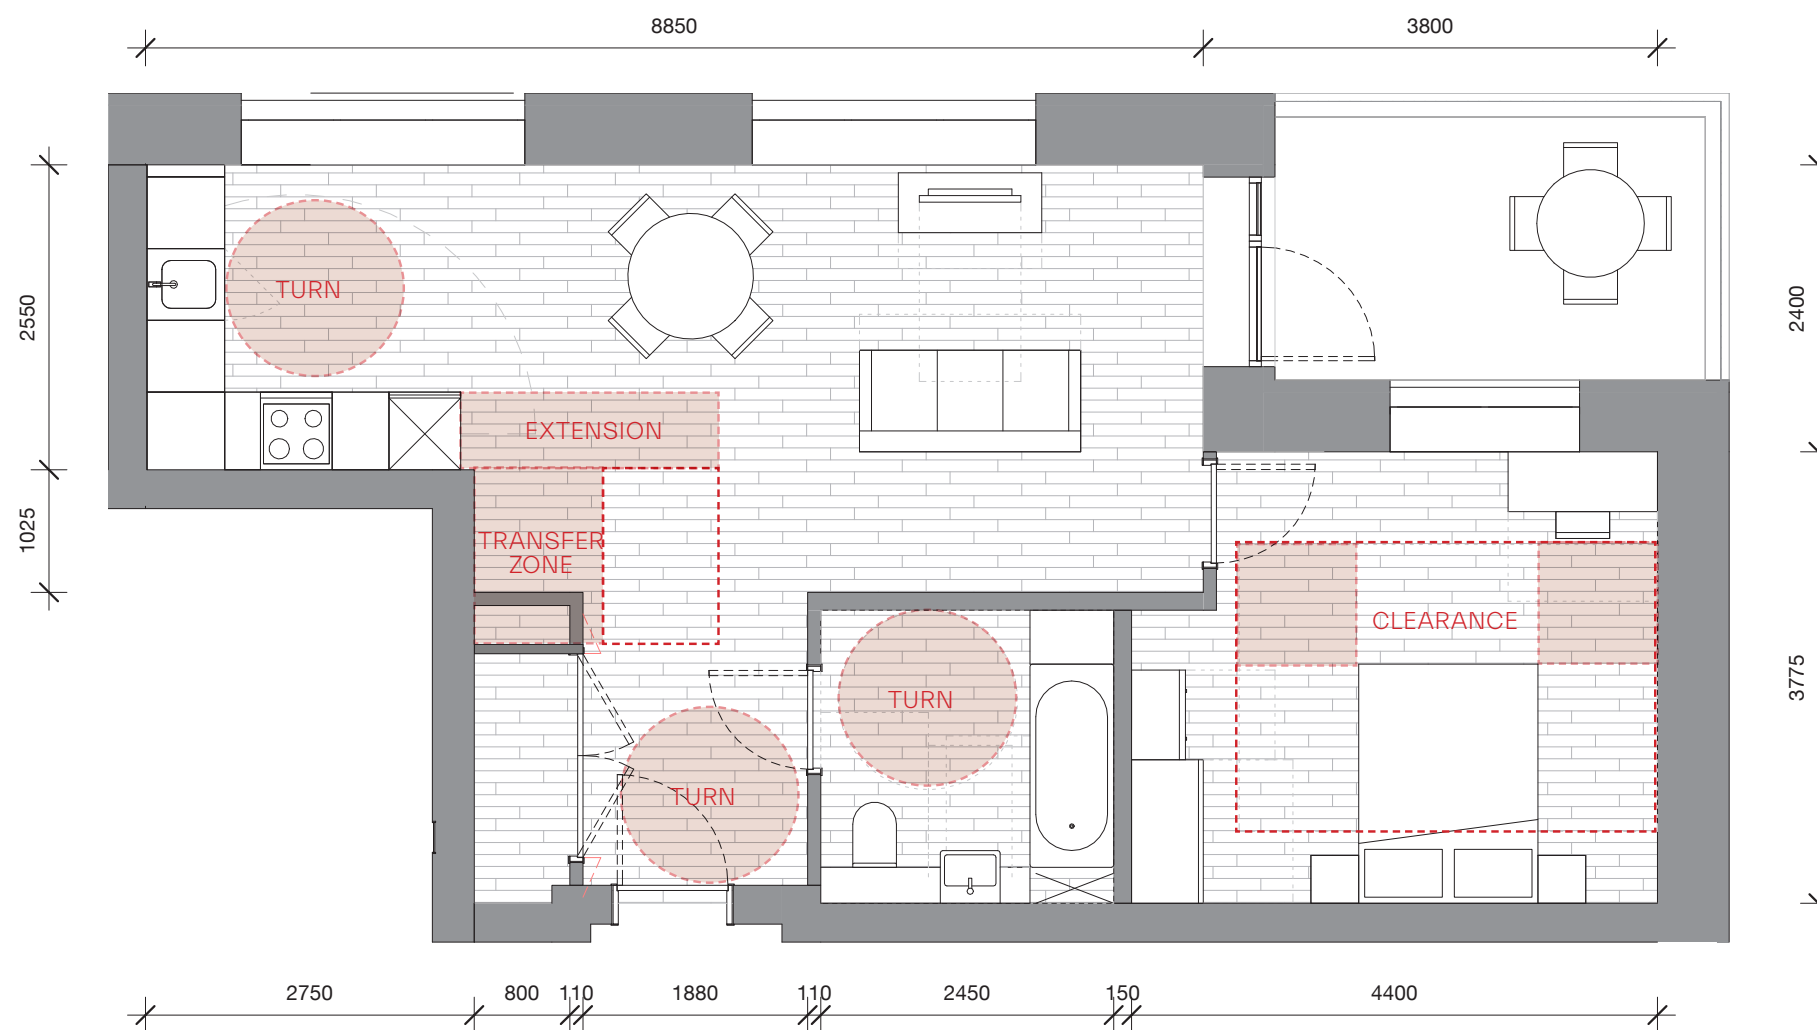 8850
3800
2550
1025
2400
3775
TURN
EXTENSION
TRANSFER
ZONE
CLEARANCE
TURN
TURN
2750
800
110
1880
110
2450
150
4400